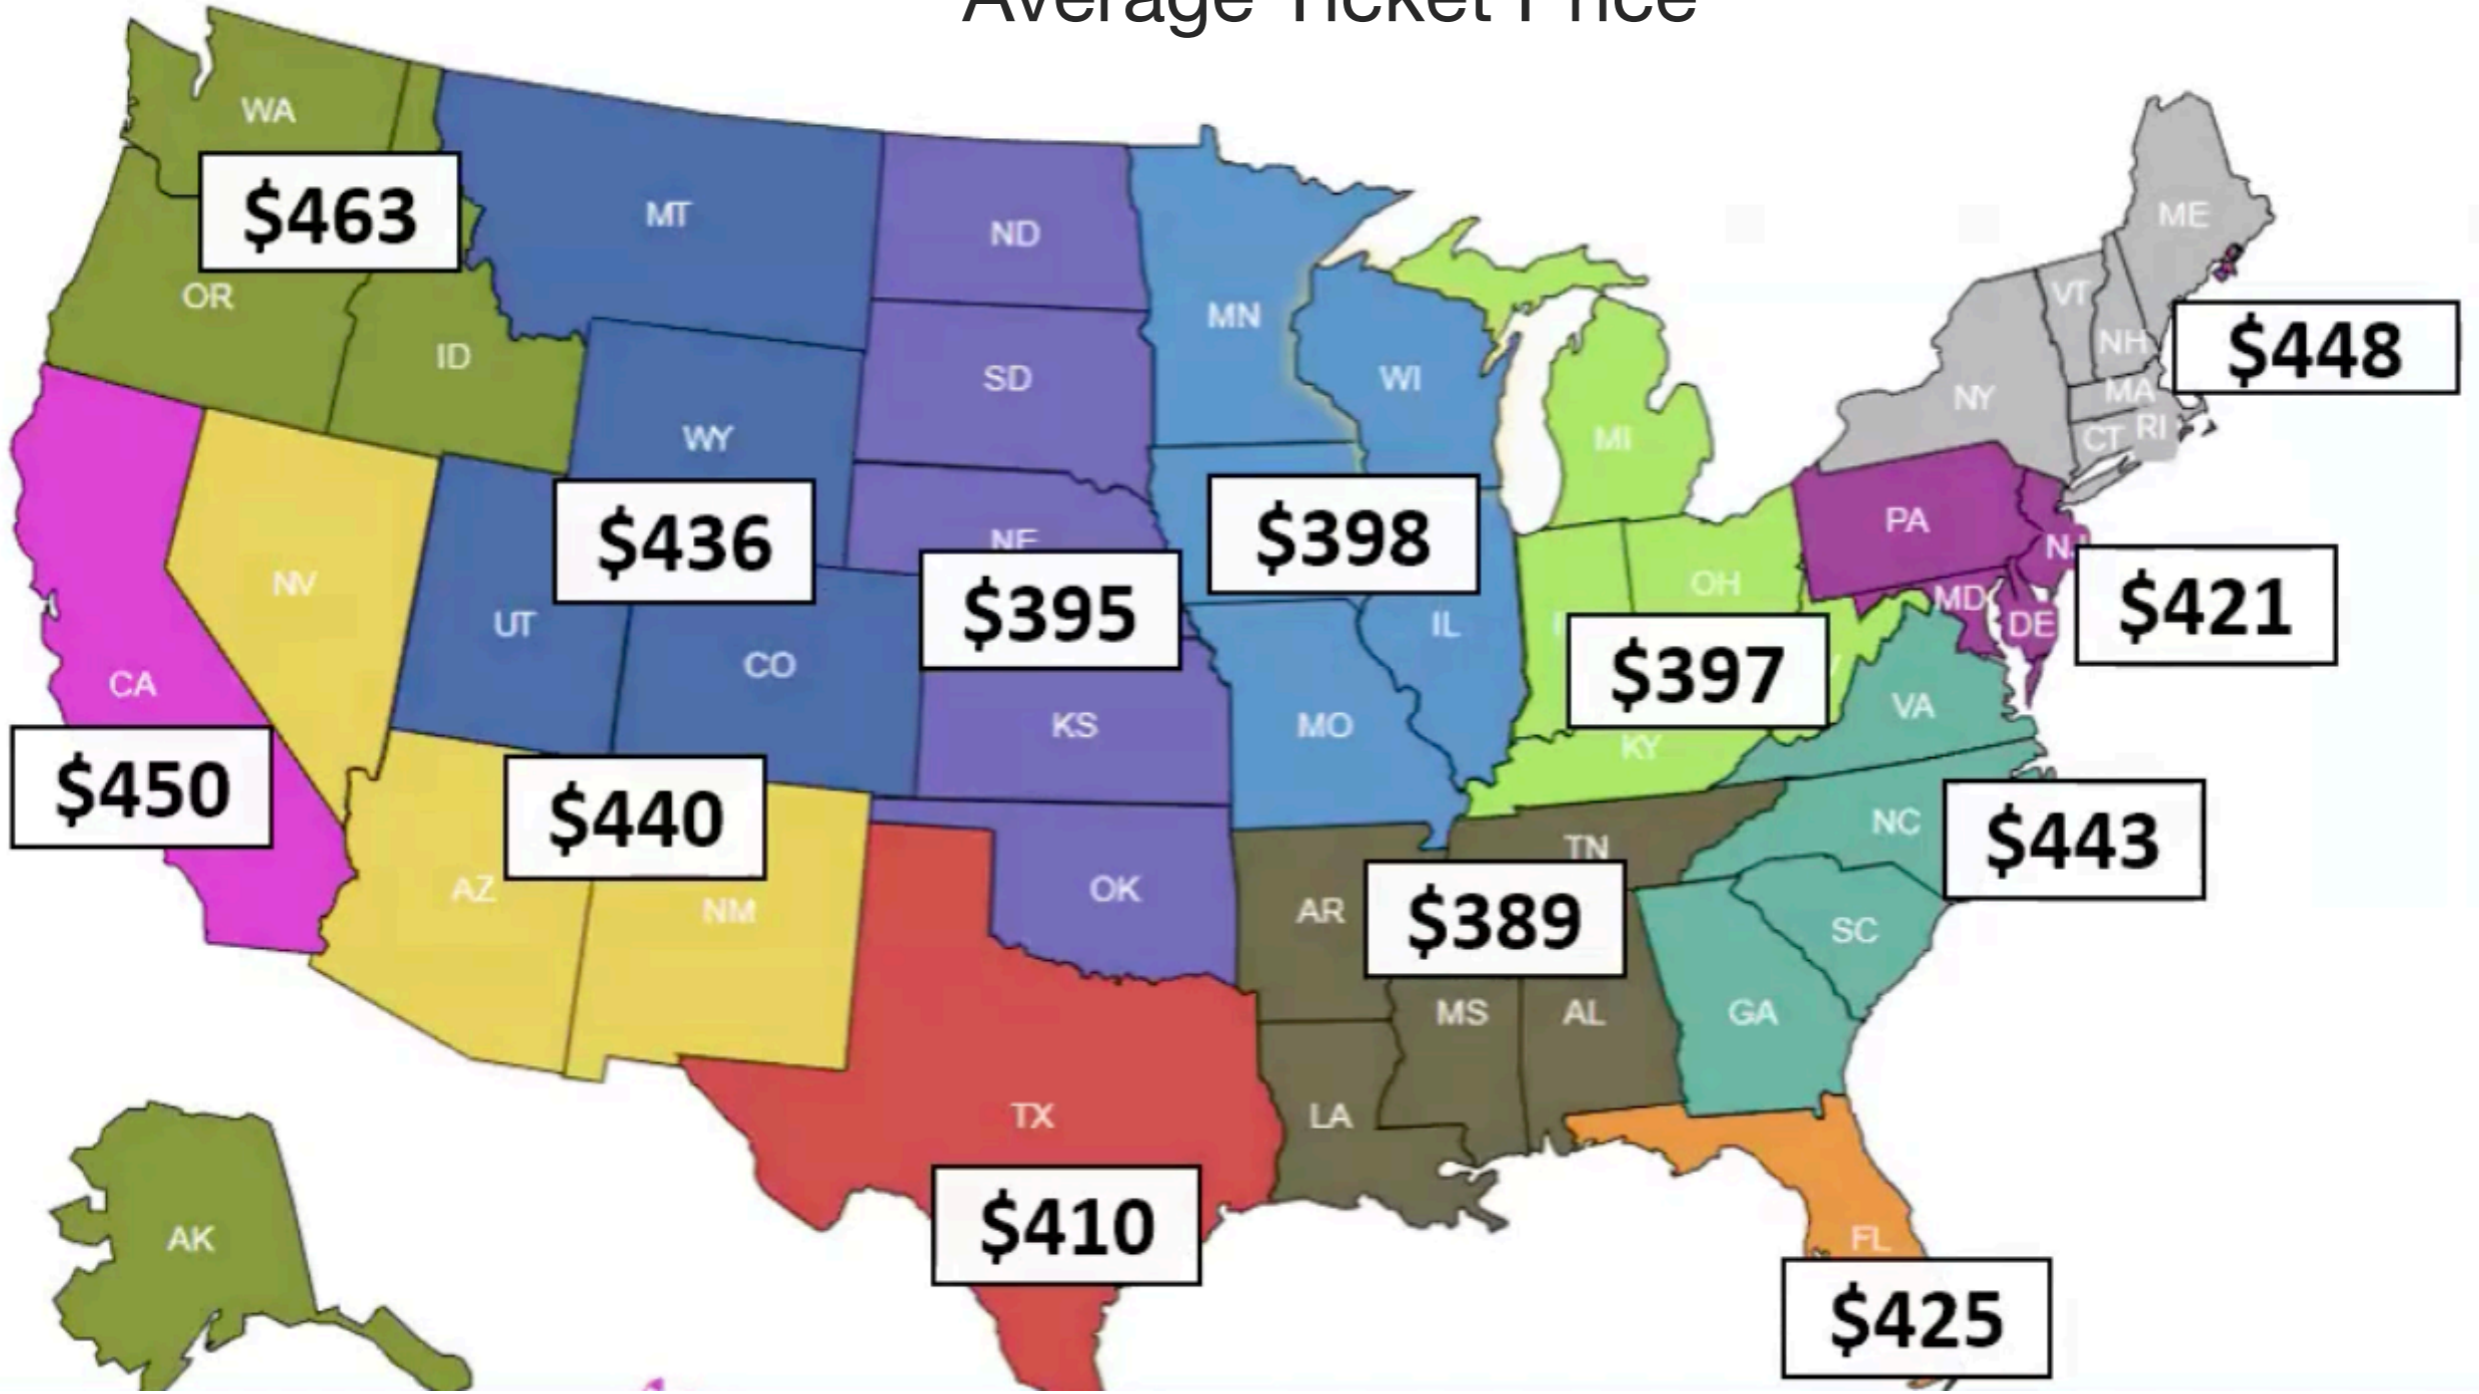 Average Ticket Price
WA
$463
OR
ID
MT
ND
MN
SD
WY
WI
MI
ME
VT
NH
$448
NY
MA
CT
RI
NV
UT
$436
$395
$398
IL
OH
PA
NJ
MD
DE
$421
CA
$450
CO
KS
MO
$397
KY
VA
$440
AZ
NM
OK
AR
TN
$389
NC
$443
SC
MS
AL
GA
TX
LA
$410
AK
FL
$425